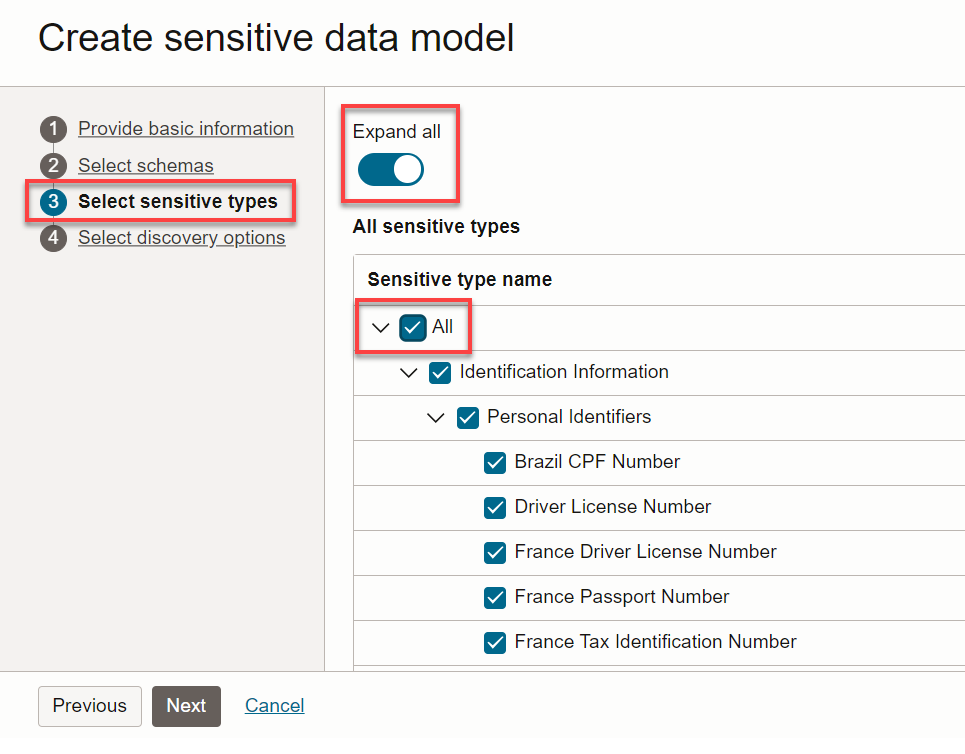 Create sensitive data model
1 Provide basic information
2 Select schemas
3 Select sensitive types
4 Select discovery options
Expand all
All sensitive types
Sensitive type name
All
Identification Information
Personal Identifiers
Brazil CPF Number
Driver License Number
France Driver License Number
France Passport Number
France Tax Identification Number
Previous Next Cancel